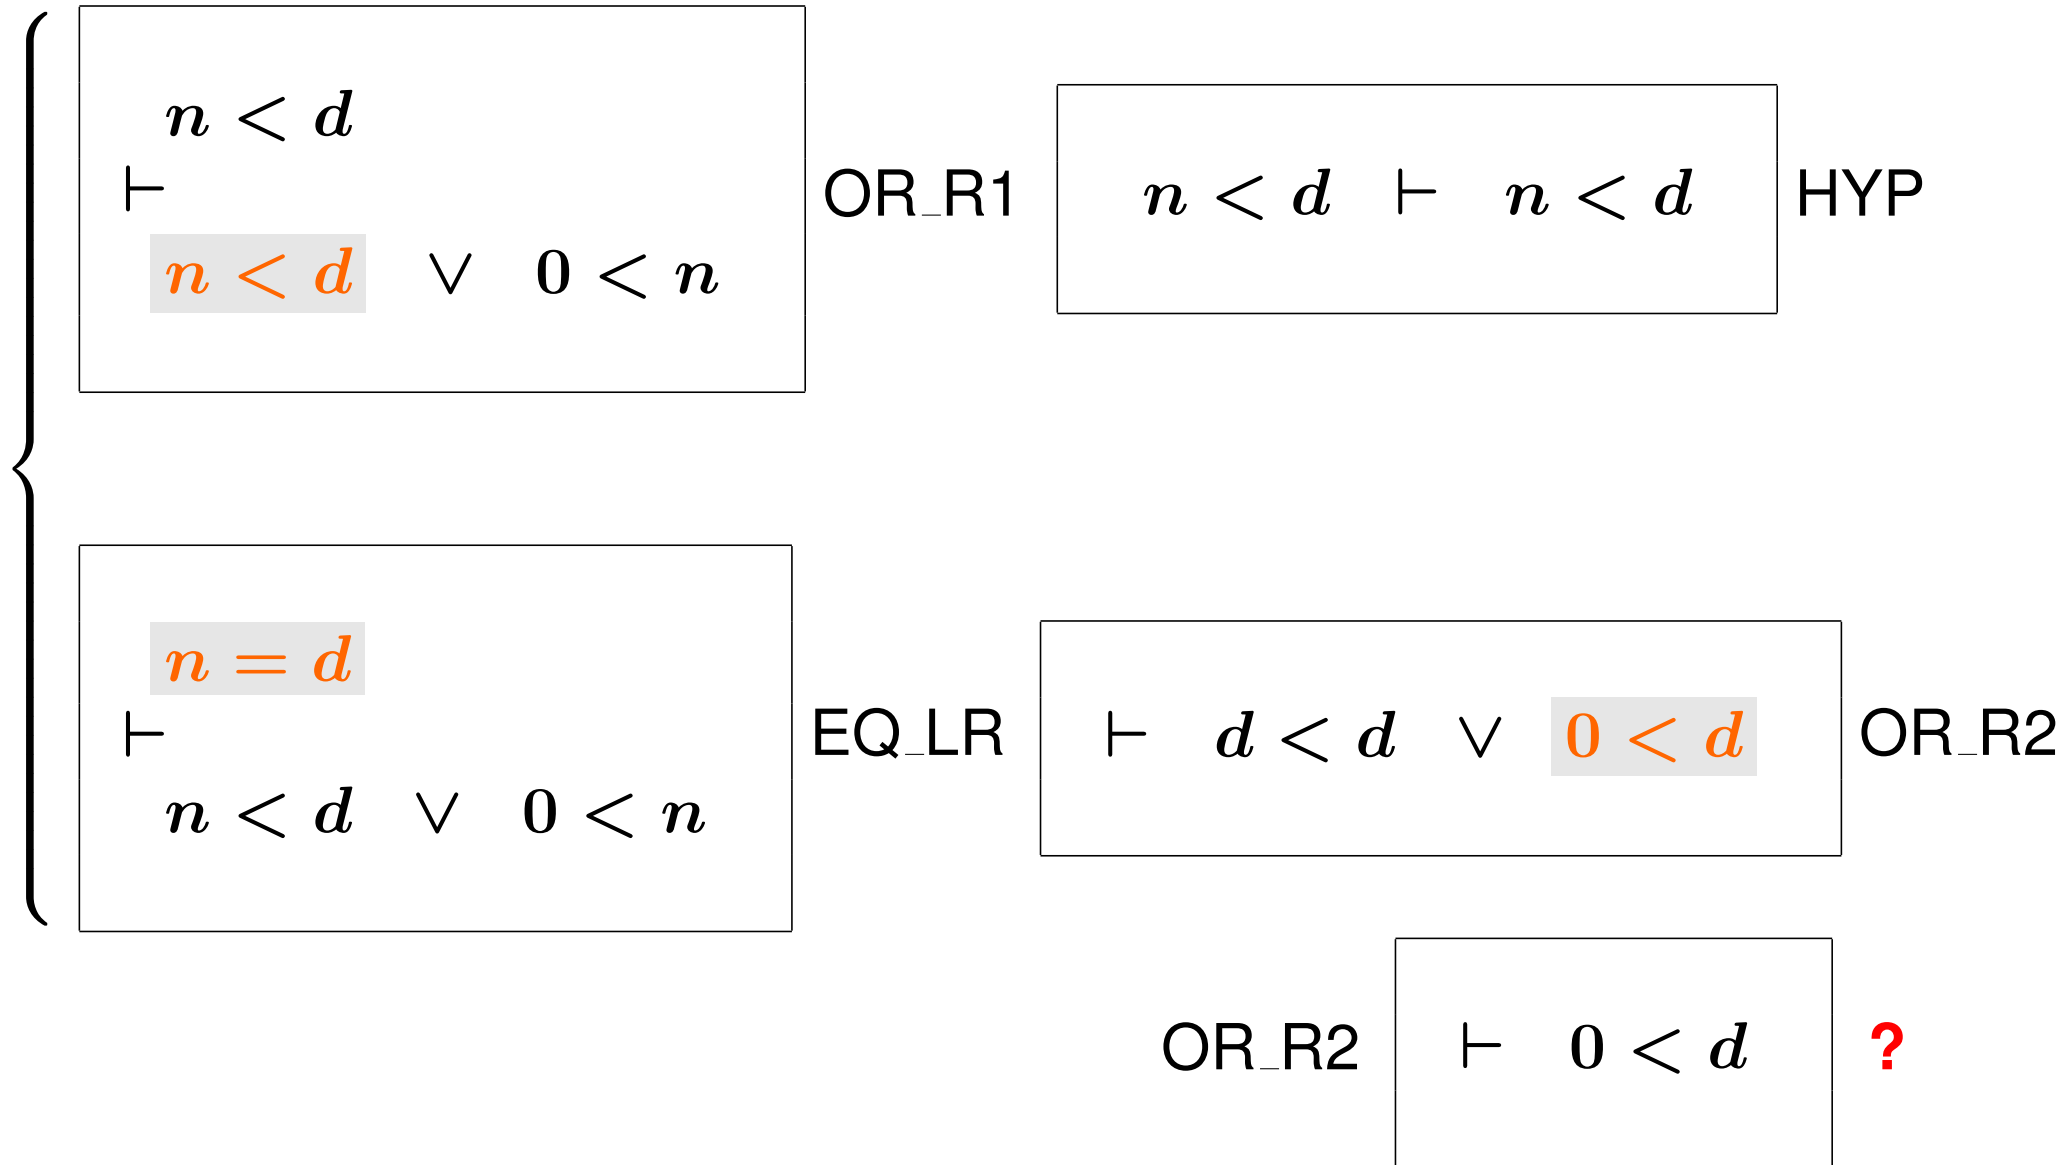 n < d
⊢
n < d ∨ 0 < n
OR_R1
n < d ⊢ n < d
HYP
n = d
⊢
n < d ∨ 0 < n
EQ_LR
⊢ d < d ∨ 0 < d
OR_R2
OR_R2
⊢ 0 < d
?